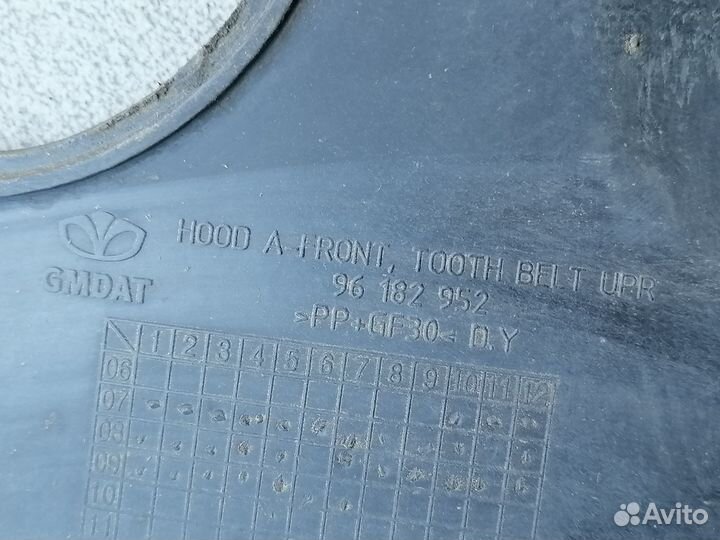 HOOD A-FRONT, TOOTH BELT UPR
GMDAT
96 182 952
>PP+GF30< D.Y
1 2 3 4 5 6 7 8 9 10 11 12
06
07
08
09
10
11
Avito